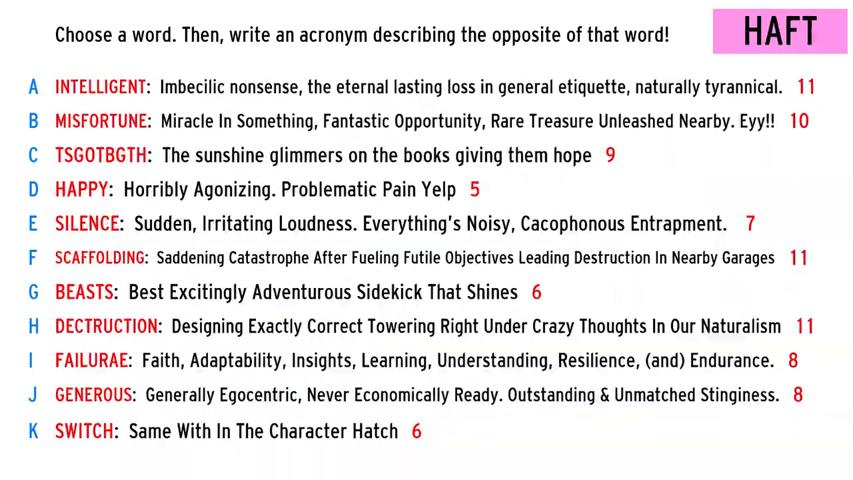 Choose a word. Then, write an acronym describing the opposite of that word!
HAFT
A INTELLIGENT: Imbecilic nonsense, the eternal lasting loss in general etiquette, naturally tyrannical. 11
B MISFORTUNE: Miracle In Something, Fantastic Opportunity, Rare Treasure Unleashed Nearby. Eyy!! 10
C TSGOTBGTH: The sunshine glimmers on the books giving them hope 9
D HAPPY: Horribly Agonizing. Problematic Pain Yelp 5
E SILENCE: Sudden, Irritating Loudness. Everything's Noisy, Cacophonous Entrapment. 7
F SCAFFOLDING: Saddening Catastrophe After Fueling Futile Objectives Leading Destruction In Nearby Garages 11
G BEASTS: Best Excitingly Adventurous Sidekick That Shines 6
H DECTRUCTION: Designing Exactly Correct Towering Right Under Crazy Thoughts In Our Naturalism 11
I FAILURAE: Faith, Adaptability, Insights, Learning, Understanding, Resilience, (and) Endurance. 8
J GENEROUS: Generally Egocentric, Never Economically Ready. Outstanding & Unmatched Stinginess. 8
K SWITCH: Same With In The Character Hatch 6